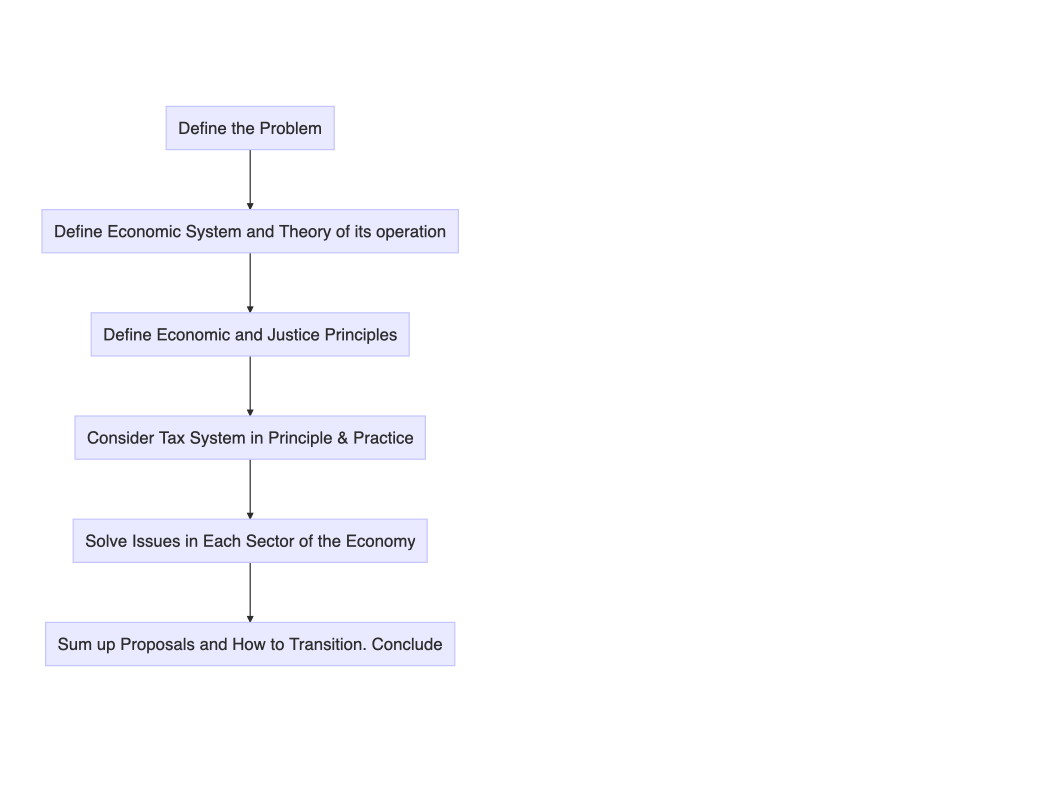 Define the Problem
Define Economic System and Theory of its operation
Define Economic and Justice Principles
Consider Tax System in Principle & Practice
Solve Issues in Each Sector of the Economy
Sum up Proposals and How to Transition. Conclude